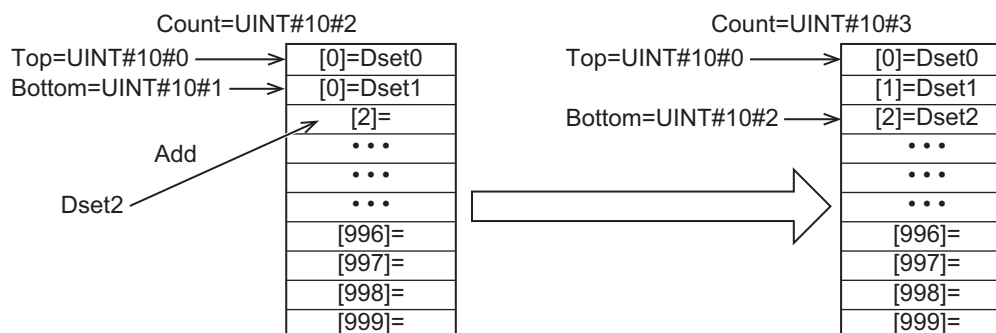 Count=UINT#10#2
Top=UINT#10#0
Bottom=UINT#10#1
[0]=Dset0
[0]=Dset1
[2]=
•••
•••
•••
[996]=
[997]=
[998]=
[999]=
Add
Dset2
Count=UINT#10#3
Top=UINT#10#0
Bottom=UINT#10#2
[0]=Dset0
[1]=Dset1
[2]=Dset2
•••
•••
•••
[996]=
[997]=
[998]=
[999]=